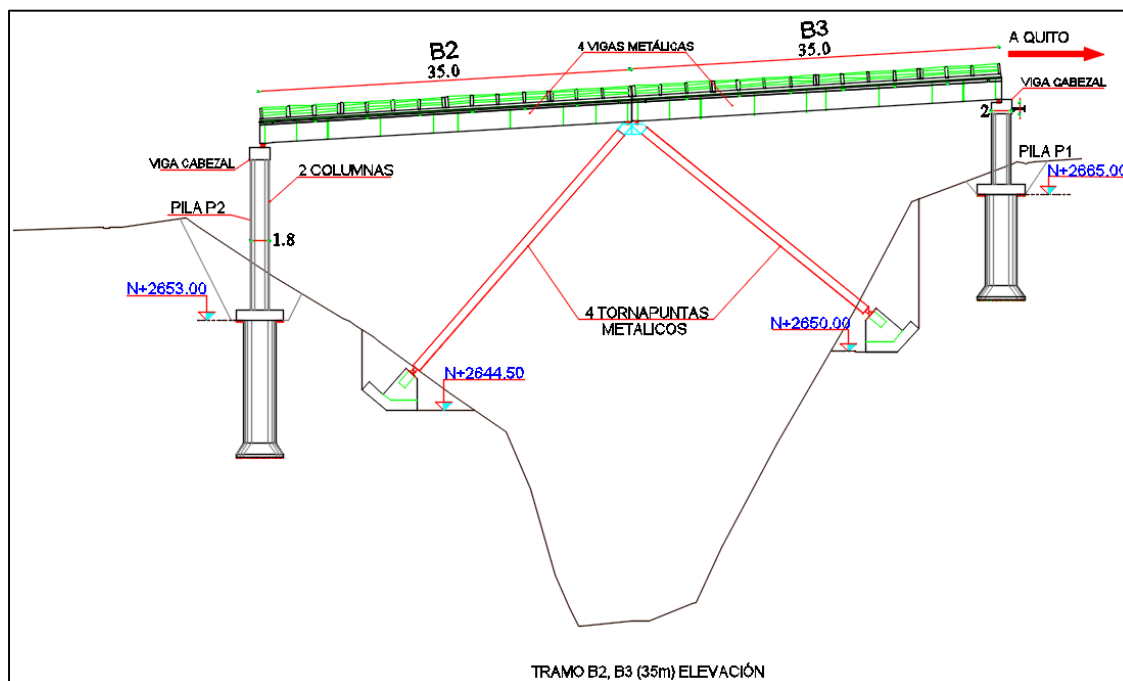 B2
35.0
4 VIGAS METÁLICAS
B3
35.0
A QUITO
VIGA CABEZAL
2
1
VIGA CABEZAL
2 COLUMNAS
PILA P1
N+2665.00
PILA P2
1.8
N+2653.00
4 TORNAPUNTAS
METALICOS
N+2650.00
N+2644.50
TRAMO B2, B3 (35m) ELEVACIÓN